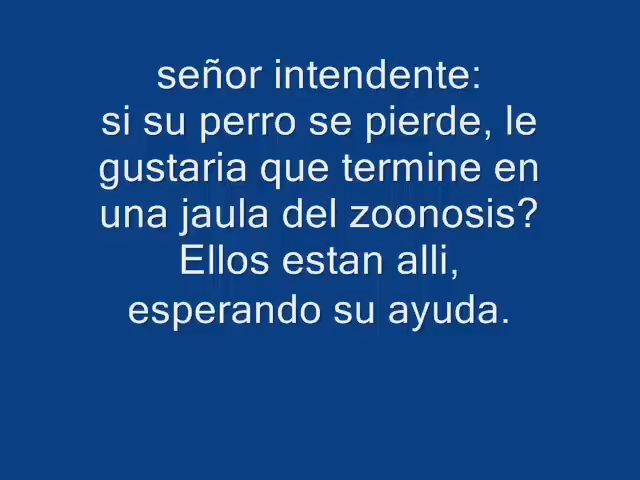 señor intendente:
si su perro se pierde, le
gustaria que termine en
una jaula del zoonosis?
Ellos estan alli,
esperando su ayuda.